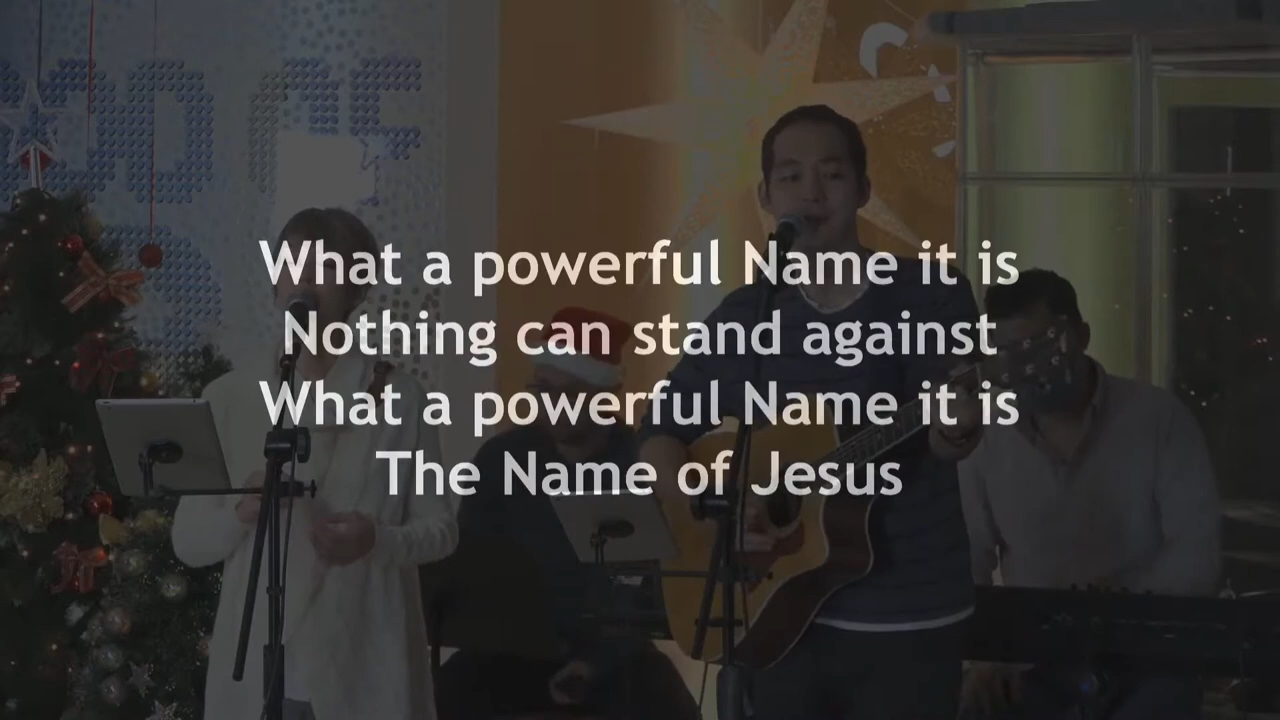 What a powerful Name it is
Nothing can stand against
What a powerful Name it is
The Name of Jesus